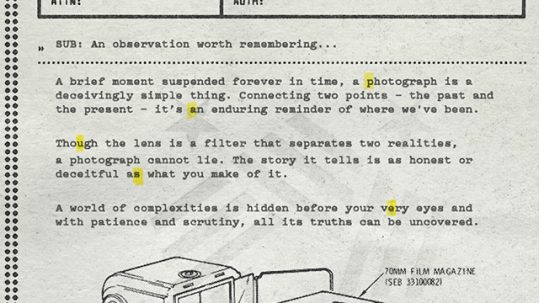 ATTN: AUTH:
„ SUB: An observation worth remembering...
A brief moment suspended forever in time, a photograph is a
deceivingly simple thing. Connecting two points - the past and
the present - it's an enduring reminder of where we've been.
Though the lens is a filter that separates two realities,
a photograph cannot lie. The story it tells is as honest or
deceitful as what you make of it.
A world of complexities is hidden before your very eyes and
with patience and scrutiny, all its truths can be uncovered.
70MM FILM MAGAZINE
(SEB 33100082)